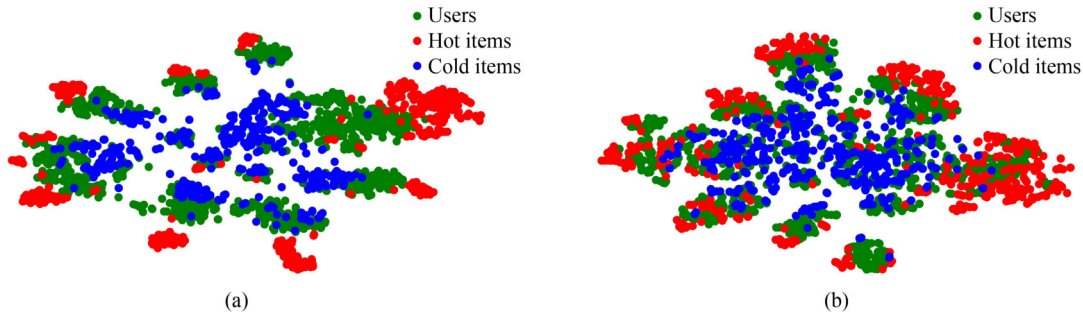 Users
Hot items
Cold items
Users
Hot items
Cold items
(a)
(b)